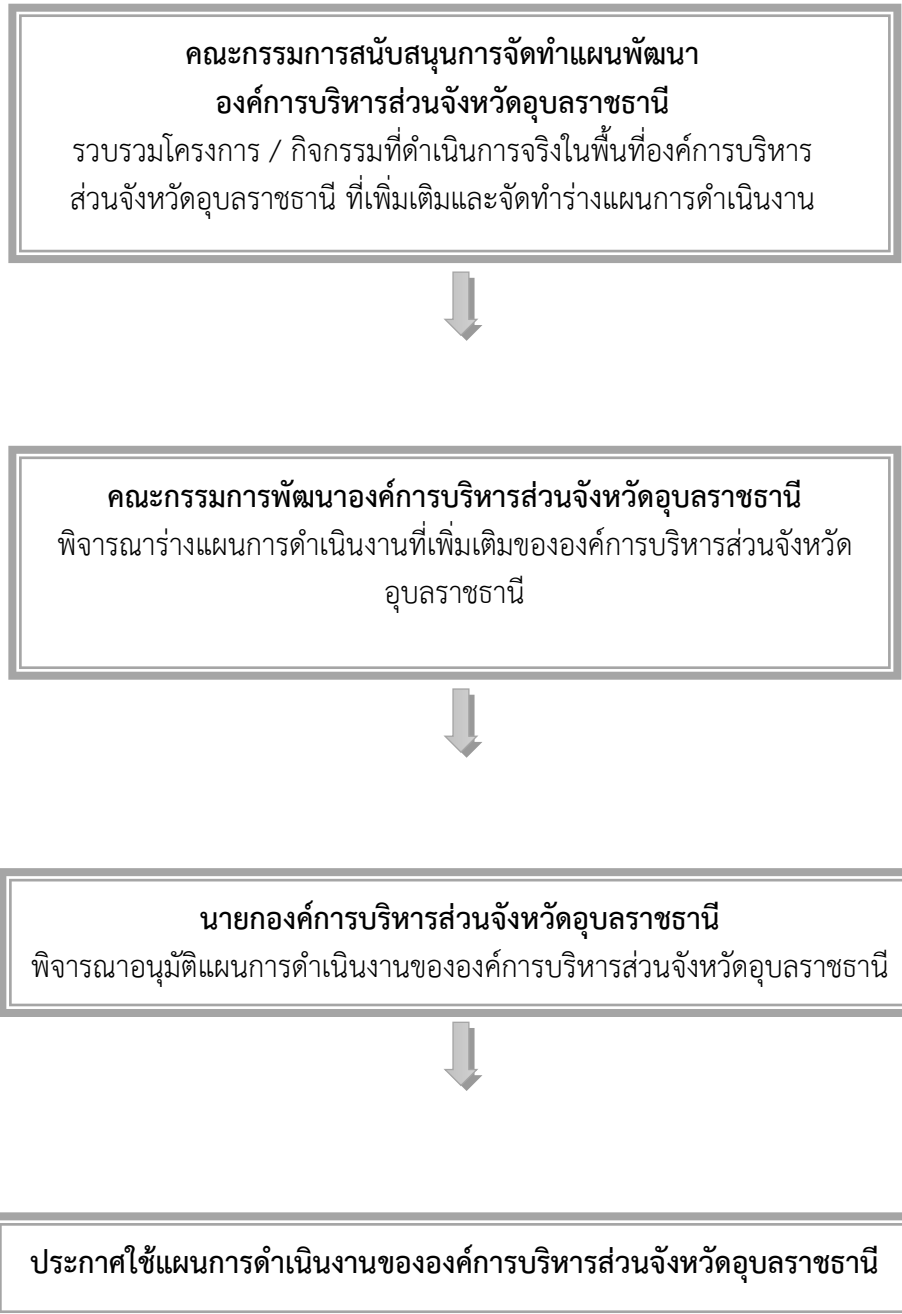 คณะกรรมการสนับสนุนการจัดทำแผนพัฒนา
องค์การบริหารส่วนจังหวัดอุบลราชธานี
รวบรวมโครงการ / กิจกรรมที่ดำเนินการจริงในพื้นที่องค์การบริหาร
ส่วนจังหวัดอุบลราชธานี ที่เพิ่มเติมและจัดทำร่างแผนการดำเนินงาน
คณะกรรมการพัฒนาองค์การบริหารส่วนจังหวัดอุบลราชธานี
พิจารณาร่างแผนการดำเนินงานที่เพิ่มเติมขององค์การบริหารส่วนจังหวัด
อุบลราชธานี
นายกองค์การบริหารส่วนจังหวัดอุบลราชธานี
พิจารณาอนุมัติแผนการดำเนินงานขององค์การบริหารส่วนจังหวัดอุบลราชธานี
ประกาศใช้แผนการดำเนินงานขององค์การบริหารส่วนจังหวัดอุบลราชธานี